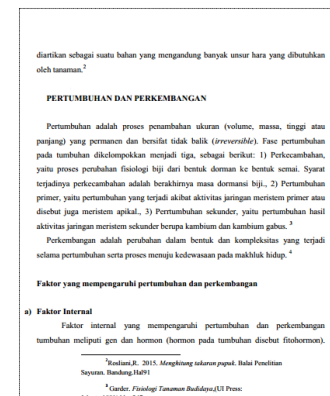 diartikan sebagai suatu bahan yang mengandung banyak unsur hara yang dibutuhkan
oleh tanaman.²
PERTUMBUHAN DAN PERKEMBANGAN
Pertumbuhan adalah proses penambahan ukuran (volume, massa, tinggi atau
panjang) yang permanen dan bersifat tidak balik (irreversible). Fase pertumbuhan
pada tumbuhan dikelompokkan menjadi tiga, sebagai berikut: 1) Perkecambahan,
yaitu proses perubahan fisiologi biji dari bentuk dorman ke bentuk semai. Syarat
terjadinya perkecambahan adalah berakhirnya masa dormansi biji., 2) Pertumbuhan
primer, yaitu pertumbuhan yang terjadi akibat aktivitas jaringan meristem primer atau
disebut juga meristem apikal., 3) Perrtumbuhan sekunder, yaitu pertumbuhan hasil
aktivitas jaringan meristem sekunder berupa kambium dan kambium gabus. ³
Perkembangan adalah perubahan dalam bentuk dan kompleksitas yang terjadi
selama pertumbuhan serta proses menuju kedewasaan pada makhluk hidup. ⁴
Faktor yang mempengaruhi pertumbuhan dan perkembangan
a) Faktor Internal
Faktor internal yang mempengaruhi pertumbuhan dan perkembangan
tumbuhan meliputi gen dan hormon (hormon pada tumbuhan disebut fitohormon).
²Rosliani,R. 2015. Menghitung takaran pupuk. Balai Penelitian
Sayuran. Bandung.Hal91
³ Garder. Fisiologi Tanaman Budidaya,(UI Press: